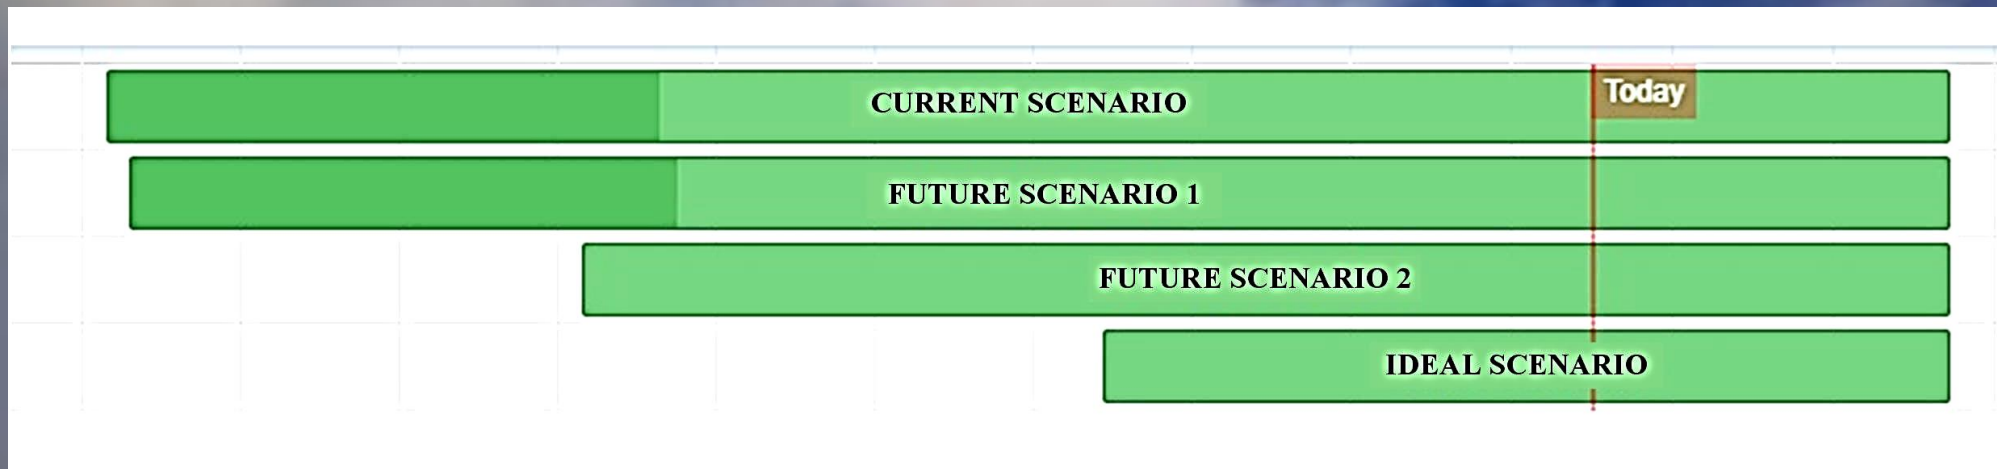 CURRENT SCENARIO
Today
FUTURE SCENARIO 1
FUTURE SCENARIO 2
IDEAL SCENARIO